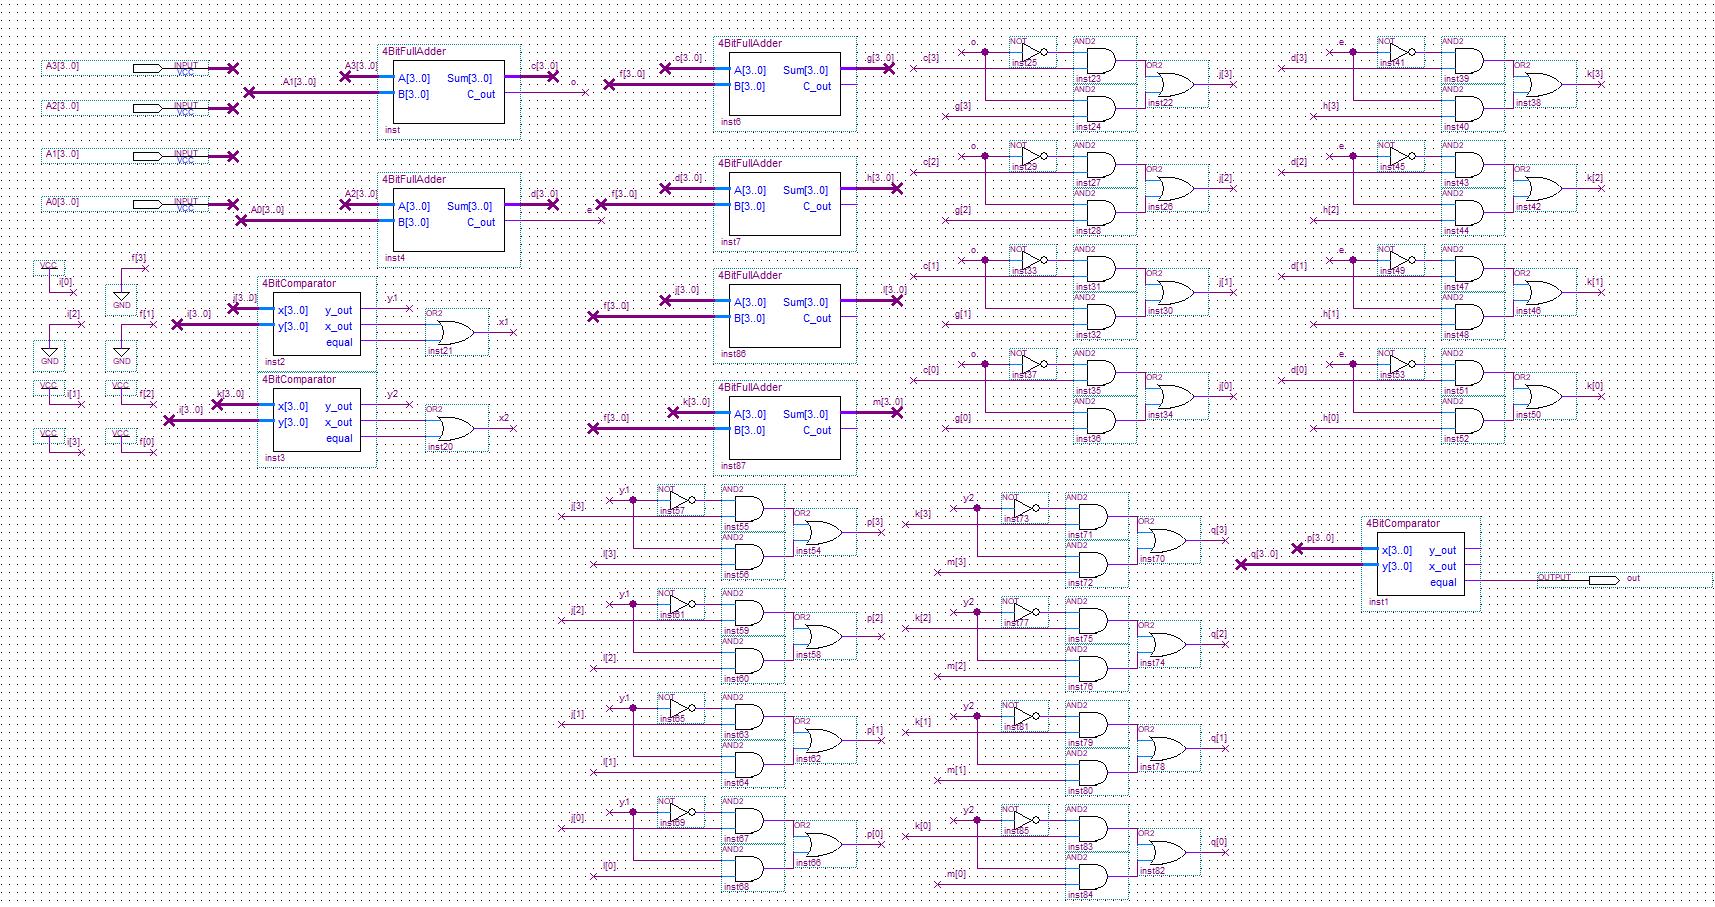 A3[3..0] INPUT VCC
A2[3..0] INPUT VCC
A1[3..0] INPUT VCC
A0[3..0] INPUT VCC
4BitFullAdder
A3[3..0] A[3..0] Sum[3..0] c[3..0]
A1[3..0] B[3..0] C_out o
inst
4BitFullAdder
A2[3..0] A[3..0] Sum[3..0] d[3..0]
A0[3..0] B[3..0] C_out e
inst4
VCC i[0]
f[3] GND
i[2] GND
f[1] GND
VCC i[1]
VCC f[2]
VCC i[3]
VCC f[0]
4BitComparator
j[3..0] x[3..0] y_out y1
i[3..0] y[3..0] x_out
equal
inst2
OR2 x1
inst21
4BitComparator
k[3..0] x[3..0] y_out y2
i[3..0] y[3..0] x_out
equal
inst3
OR2 x2
inst20
4BitFullAdder
c[3..0] A[3..0] Sum[3..0] g[3..0]
f[3..0] B[3..0] C_out
inst6
4BitFullAdder
d[3..0] A[3..0] Sum[3..0] h[3..0]
f[3..0] B[3..0] C_out
inst7
4BitFullAdder
j[3..0] A[3..0] Sum[3..0] l[3..0]
f[3..0] B[3..0] C_out
inst86
4BitFullAdder
k[3..0] A[3..0] Sum[3..0] m[3..0]
f[3..0] B[3..0] C_out
inst87
o NOT AND2
c[3] inst25 inst23 OR2 j[3]
AND2 inst22
g[3] inst24
o NOT AND2
c[2] inst29 inst27 OR2 j[2]
AND2 inst26
g[2] inst28
o NOT AND2
c[1] inst33 inst31 OR2 j[1]
AND2 inst30
g[1] inst32
o NOT AND2
c[0] inst37 inst35 OR2 j[0]
AND2 inst34
g[0] inst36
e NOT AND2
d[3] inst41 inst39 OR2 k[3]
AND2 inst38
h[3] inst40
e NOT AND2
d[2] inst45 inst43 OR2 k[2]
AND2 inst42
h[2] inst44
e NOT AND2
d[1] inst49 inst47 OR2 k[1]
AND2 inst46
h[1] inst48
e NOT AND2
d[0] inst53 inst51 OR2 k[0]
AND2 inst50
h[0] inst52
y1 NOT AND2
j[3] inst57 inst55 OR2 p[3]
AND2 inst54
l[3] inst56
y1 NOT AND2
j[2] inst61 inst59 OR2 p[2]
AND2 inst58
l[2] inst60
y1 NOT AND2
j[1] inst65 inst63 OR2 p[1]
AND2 inst62
l[1] inst64
y1 NOT AND2
j[0] inst69 inst67 OR2 p[0]
AND2 inst66
l[0] inst68
y2 NOT AND2
k[3] inst73 inst71 OR2 q[3]
AND2 inst70
m[3] inst72
y2 NOT AND2
k[2] inst77 inst75 OR2 q[2]
AND2 inst74
m[2] inst76
y2 NOT AND2
k[1] inst81 inst79 OR2 q[1]
AND2 inst78
m[1] inst80
y2 NOT AND2
k[0] inst85 inst83 OR2 q[0]
AND2 inst82
m[0] inst84
4BitComparator
p[3..0] x[3..0] y_out
q[3..0] y[3..0] x_out
equal OUTPUT out
inst1